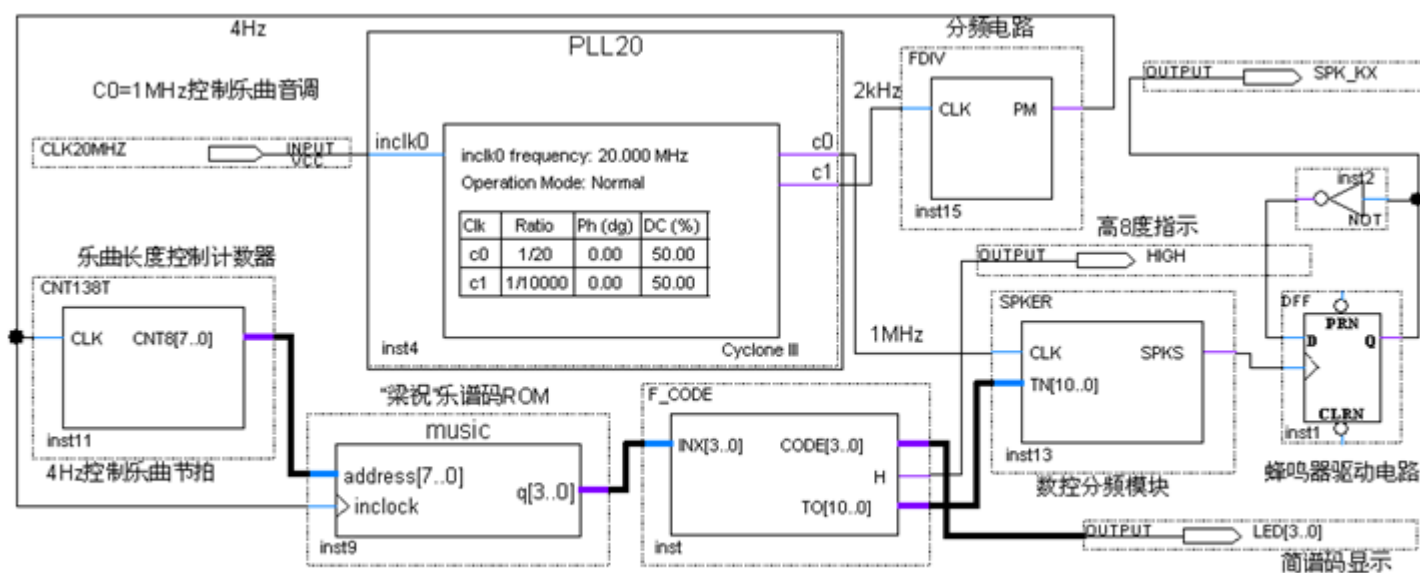 4Hz
PLL20
分频电路
FDIV
CLK
PM
inst15
2kHz
OUTPUT
SPK_KX
C0=1MHz控制乐曲音调
CLK20MHZ
INPUT
VCC
inclk0
c0
c1
inclk0 frequency: 20.000 MHz
Operation Mode: Normal
Clk Ratio Ph (dg) DC (%)
c0 1/20 0.00 50.00
c1 1/10000 0.00 50.00
inst4
Cyclone III
inst2
NOT
高8度指示
OUTPUT
HIGH
乐曲长度控制计数器
CNT138T
CLK
CNT8[7..0]
inst11
4Hz控制乐曲节拍
1MHz
SPKER
CLK
SPKS
TN[10..0]
inst13
数控分频模块
DFF
PRN
D
Q
CLRN
inst1
蜂鸣器驱动电路
"梁祝"乐谱码ROM
music
address[7..0]
q[3..0]
inclock
inst9
F_CODE
INX[3..0]
CODE[3..0]
H
TO[10..0]
inst
OUTPUT
LED[3..0]
简谱码显示